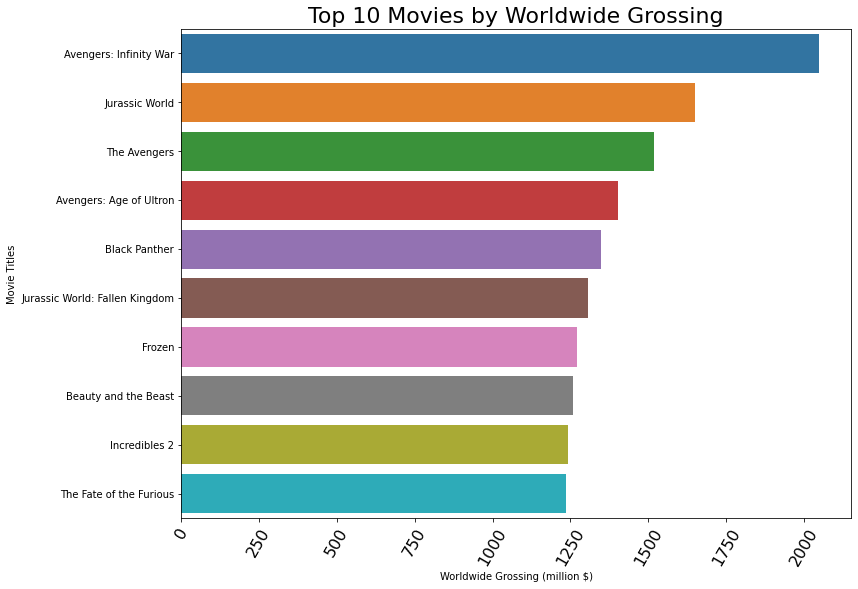 Top 10 Movies by Worldwide Grossing
Movie Titles
Avengers: Infinity War
Jurassic World
The Avengers
Avengers: Age of Ultron
Black Panther
Jurassic World: Fallen Kingdom
Frozen
Beauty and the Beast
Incredibles 2
The Fate of the Furious
0 250 500 750 1000 1250 1500 1750 2000
Worldwide Grossing (million $)